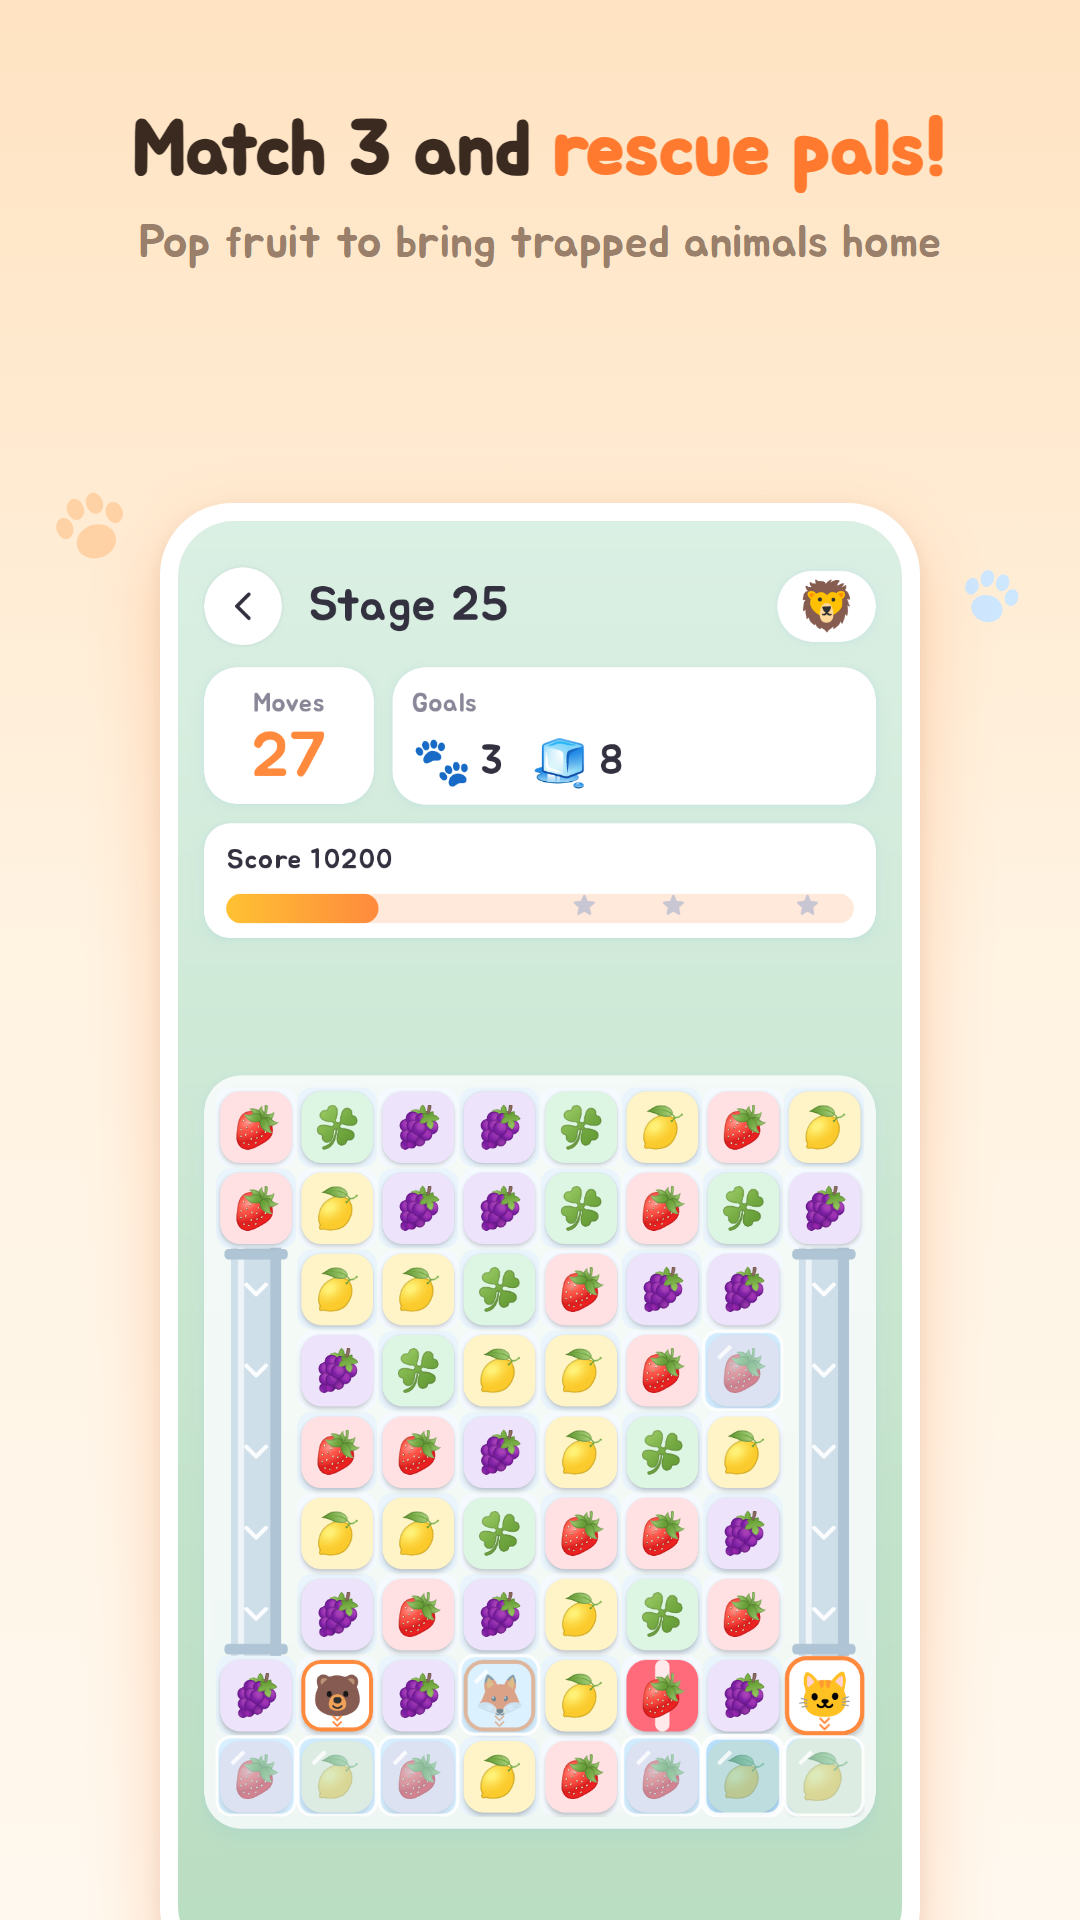 Match 3 and rescue pals!
Pop fruit to bring trapped animals home
Stage 25
Moves
27
Goals
3 8
Score 10200